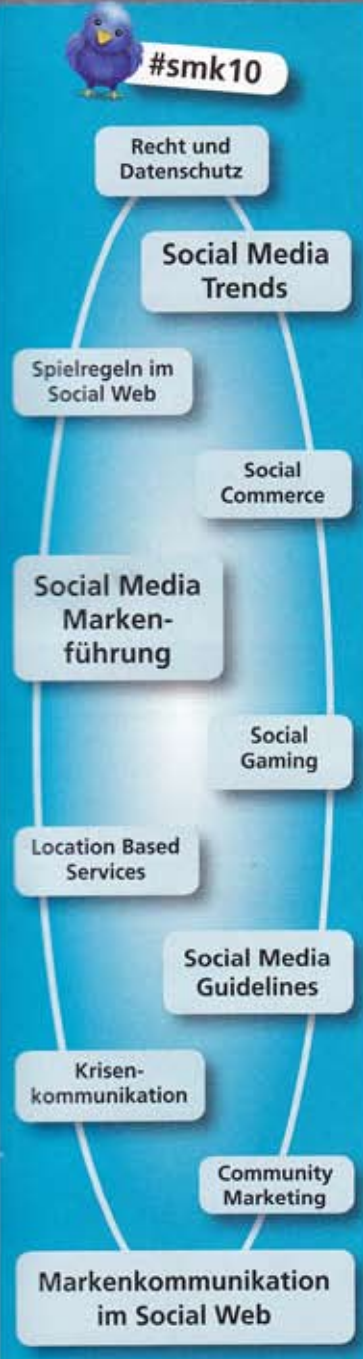 #smk10
Recht und
Datenschutz
Social Media
Trends
Spielregeln im
Social Web
Social
Commerce
Social Media
Marken-
führung
Social
Gaming
Location Based
Services
Social Media
Guidelines
Krisen-
kommunikation
Community
Marketing
Markenkommunikation
im Social Web